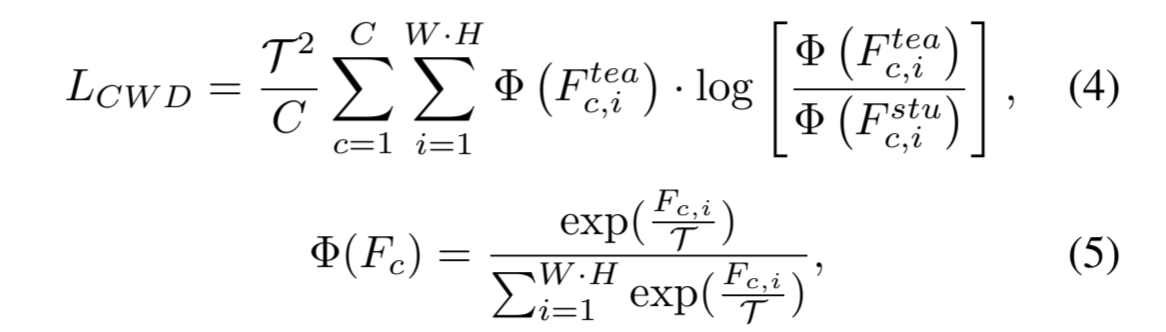 $L_{CWD} = \frac{\mathcal{T}^2}{C} \sum_{c=1}^{C} \sum_{i=1}^{W \cdot H} \Phi\left(F_{c,i}^{tea}\right) \cdot \log\left[\frac{\Phi\left(F_{c,i}^{tea}\right)}{\Phi\left(F_{c,i}^{stu}\right)}\right], \quad (4)$
$\Phi(F_c) = \frac{\exp(\frac{F_{c,i}}{\mathcal{T}})}{\sum_{i=1}^{W \cdot H} \exp(\frac{F_{c,i}}{\mathcal{T}})}, \quad (5)$